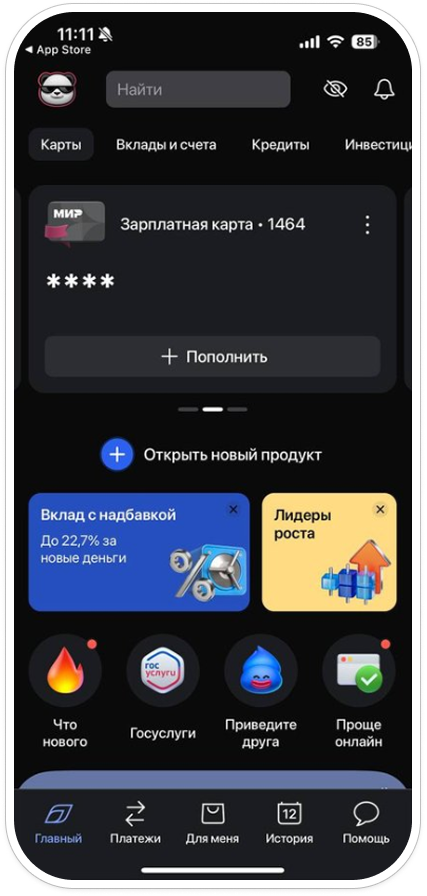 11:11
85
◀ App Store
Найти
Карты
Вклады и счета
Кредиты
Инвестици
МИР
Зарплатная карта • 1464
****
+ Пополнить
Открыть новый продукт
Вклад с надбавкой
До 22,7% за
новые деньги
Лидеры
роста
гос
услуги
Что
нового
Госуслуги
Приведите
друга
Проще
онлайн
Главный
Платежи
Для меня
12
История
Помощь